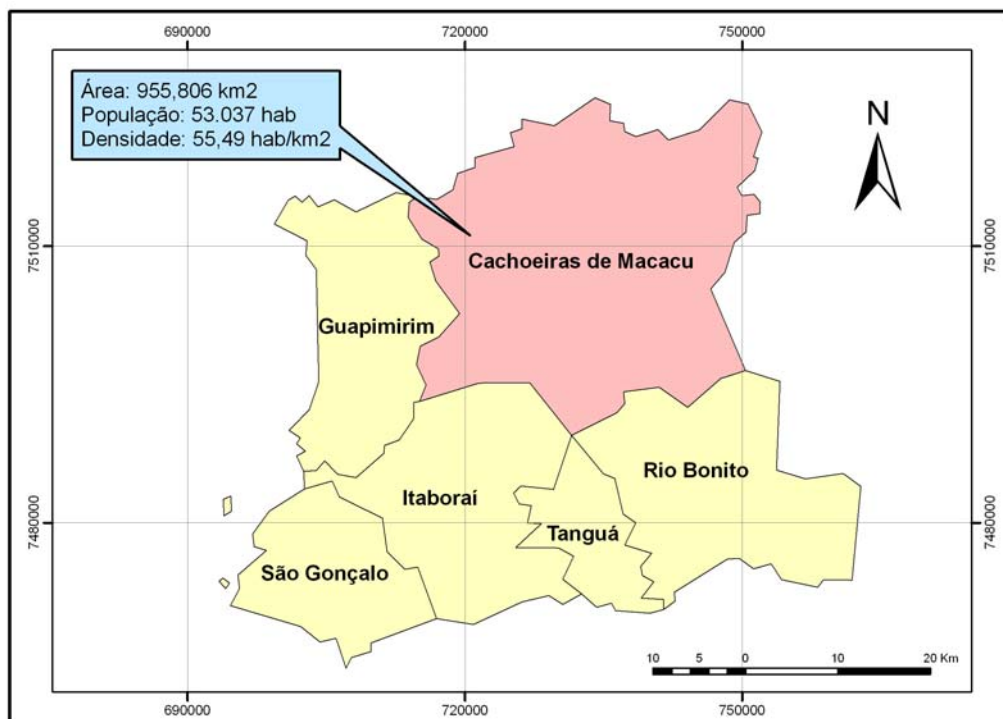 690000
720000
750000
Área: 955,806 km2
População: 53.037 hab
Densidade: 55,49 hab/km2
N
7510000
7510000
Cachoeiras de Macacu
Guapimirim
Rio Bonito
Itaboraí
7480000
7480000
Tanguá
São Gonçalo
10 5 0 10 20 Km
690000
720000
750000